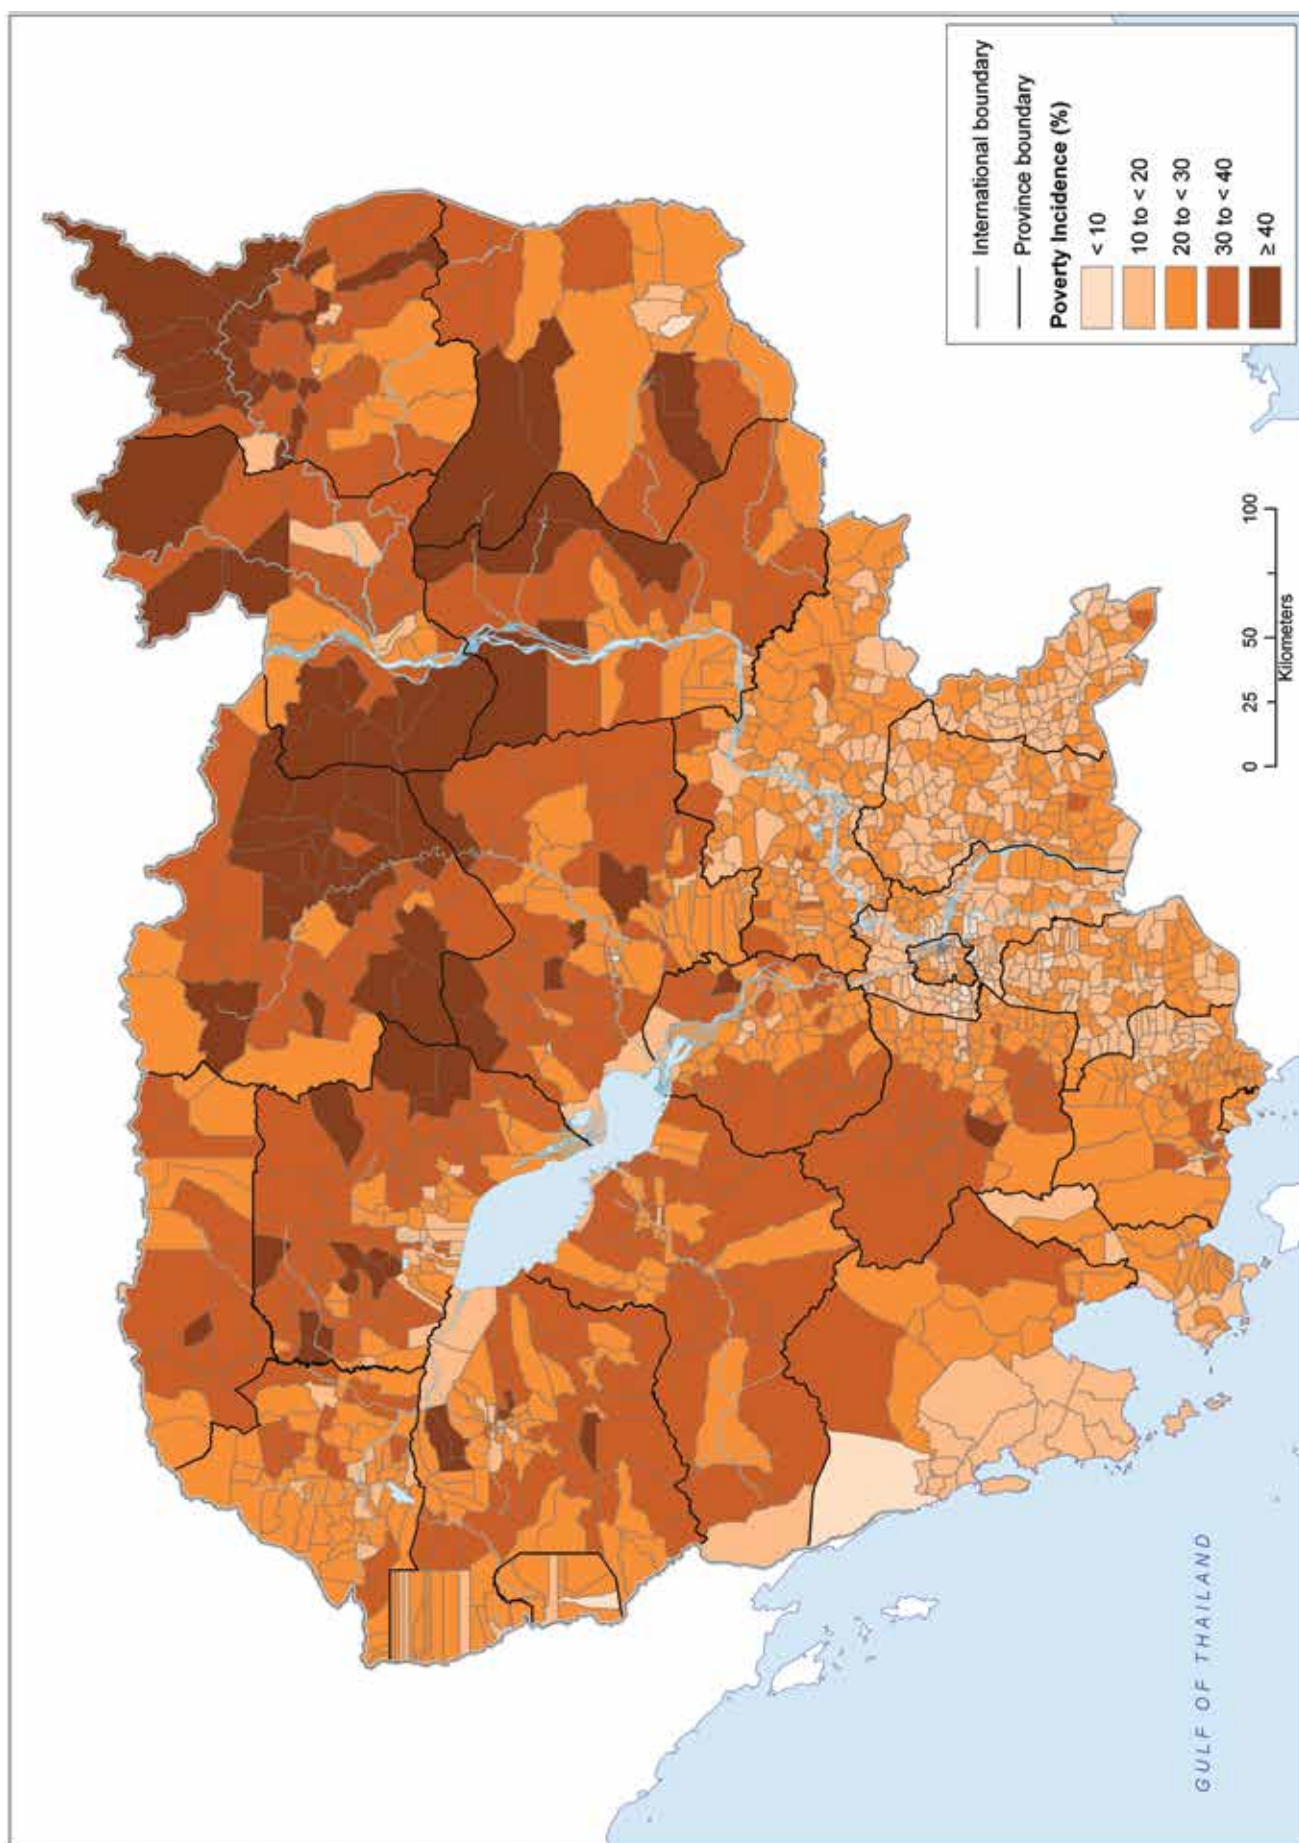 International boundary
Province boundary
Poverty Incidence (%)
< 10
10 to < 20
20 to < 30
30 to < 40
≥ 40
0 25 50 100
Kilometers
GULF OF THAILAND